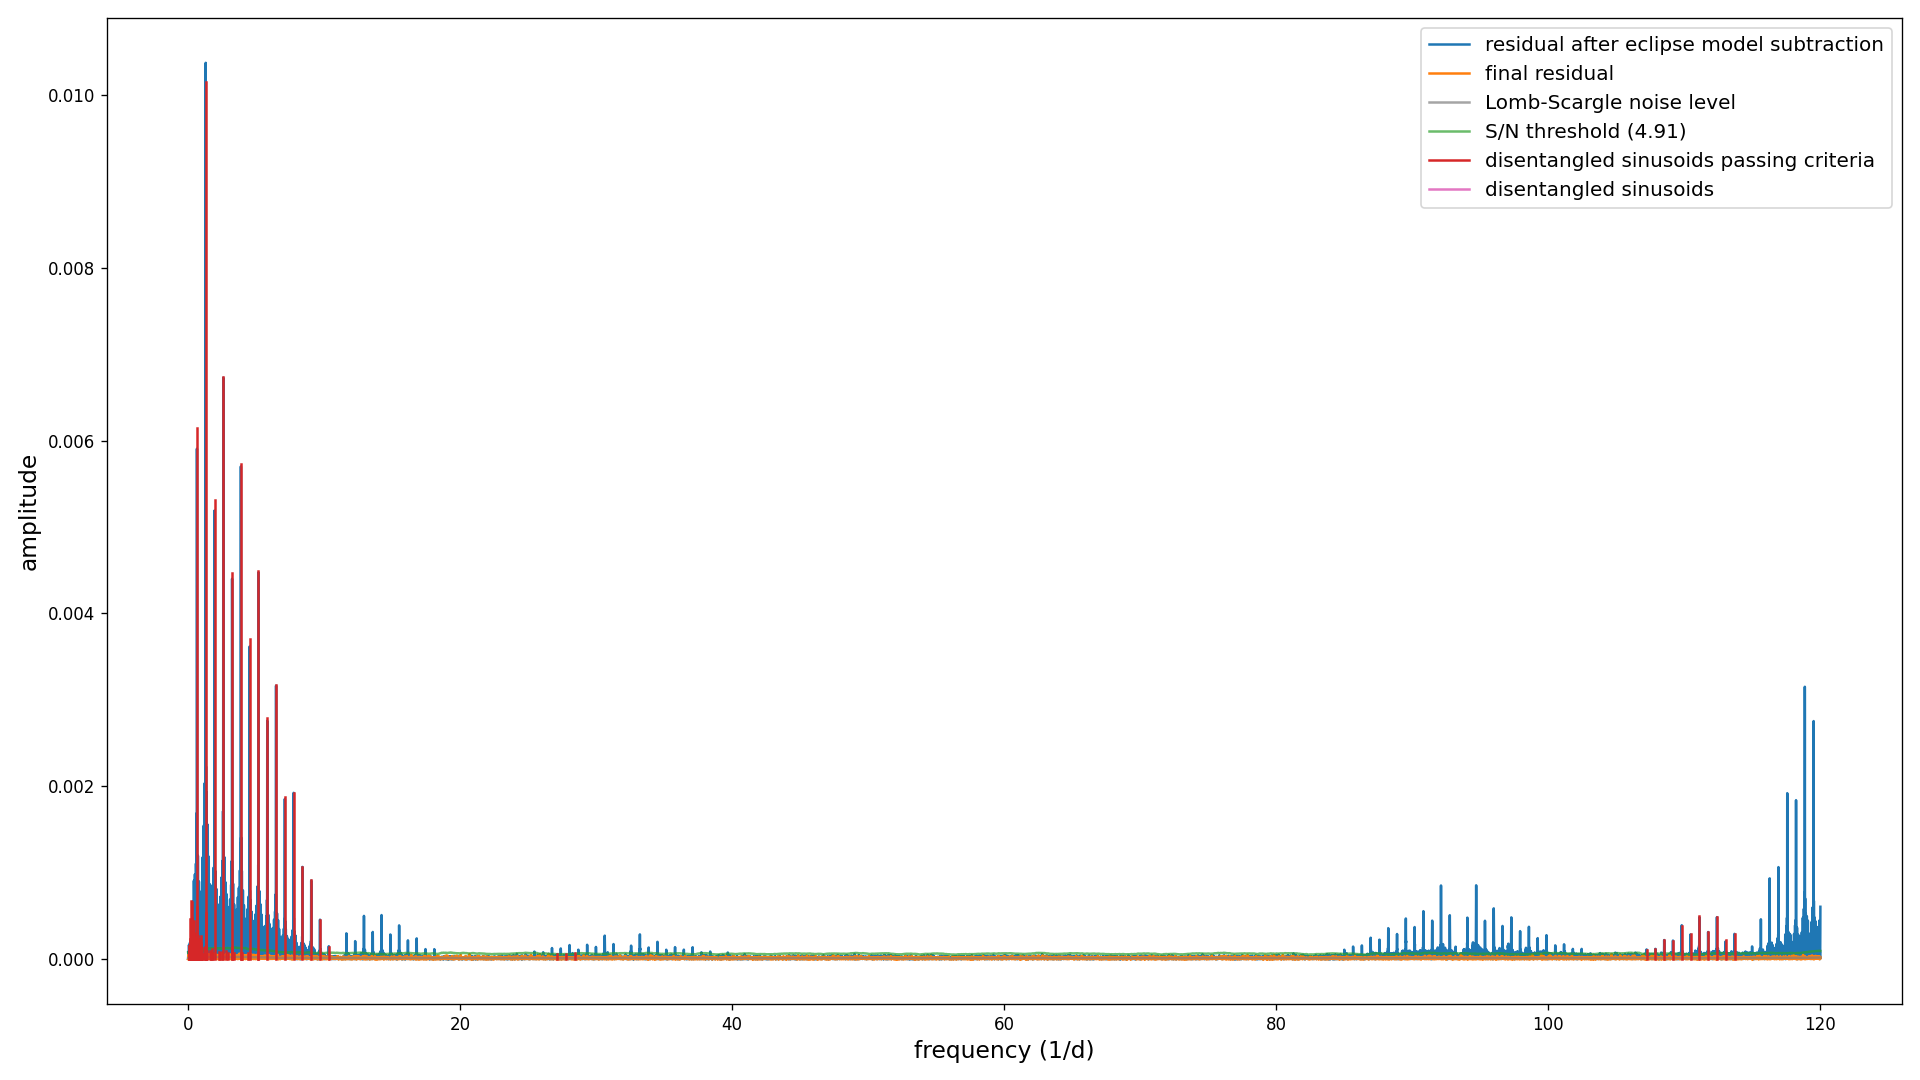 residual after eclipse model subtraction
final residual
Lomb-Scargle noise level
S/N threshold (4.91)
disentangled sinusoids passing criteria
disentangled sinusoids
0.010
0.008
0.006
0.004
0.002
0.000
amplitude
0 20 40 60 80 100 120
frequency (1/d)